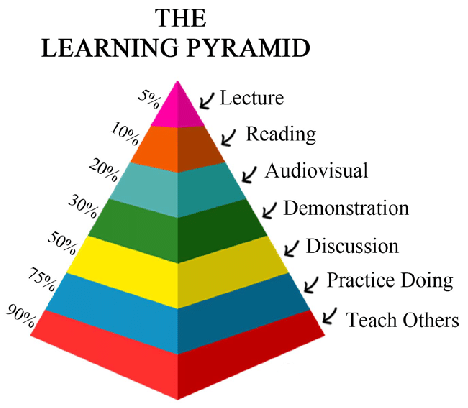 THE
LEARNING PYRAMID
5% Lecture
10% Reading
20% Audiovisual
30% Demonstration
50% Discussion
75% Practice Doing
90% Teach Others